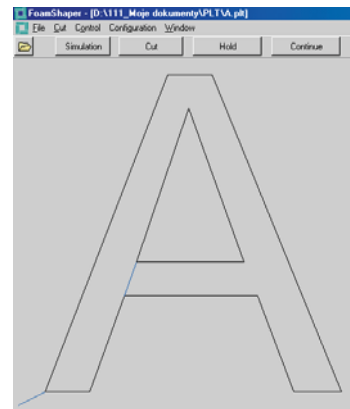 FoamShaper - [D:\111_Moje dokumenty\PLT\A.plt]
File Cut Control Configuration Window
Simulation Cut Hold Continue
A